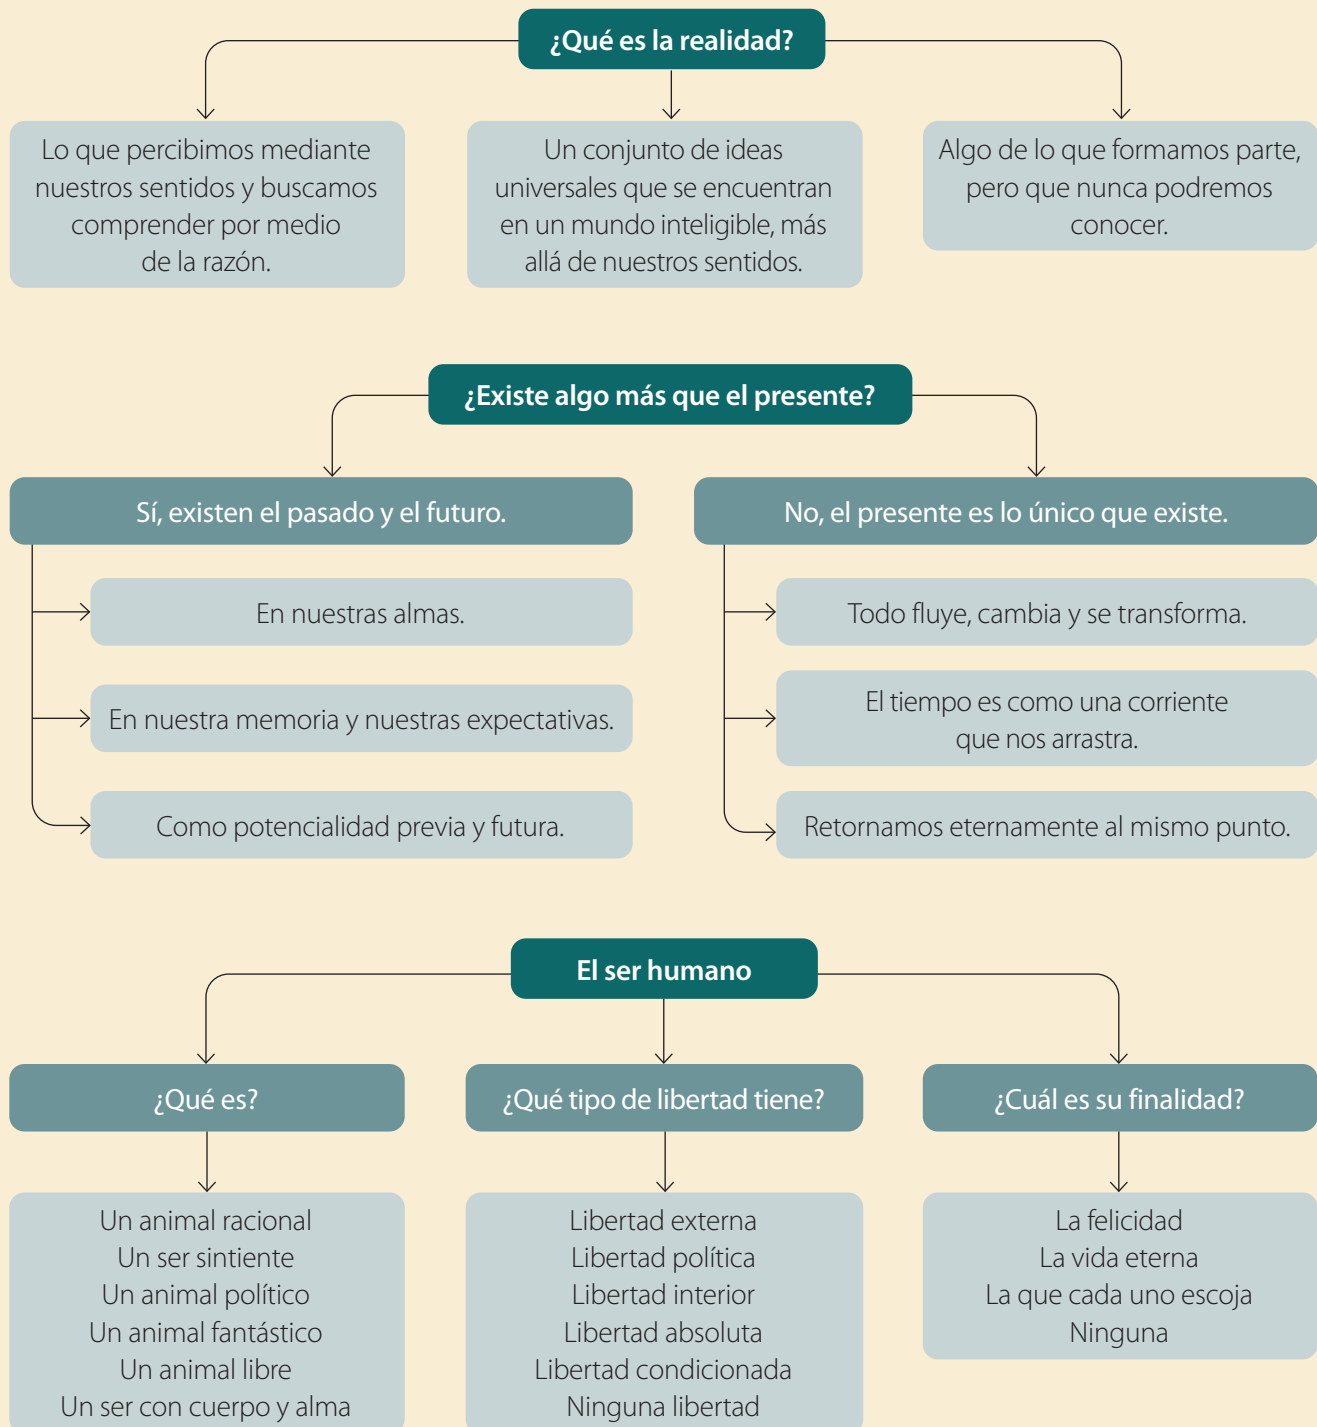 ¿Qué es la realidad?
Lo que percibimos mediante
nuestros sentidos y buscamos
comprender por medio
de la razón.
Un conjunto de ideas
universales que se encuentran
en un mundo inteligible, más
allá de nuestros sentidos.
Algo de lo que formamos parte,
pero que nunca podremos
conocer.
¿Existe algo más que el presente?
Sí, existen el pasado y el futuro.
En nuestras almas.
En nuestra memoria y nuestras expectativas.
Como potencialidad previa y futura.
No, el presente es lo único que existe.
Todo fluye, cambia y se transforma.
El tiempo es como una corriente
que nos arrastra.
Retornamos eternamente al mismo punto.
El ser humano
¿Qué es?
Un animal racional
Un ser sintiente
Un animal político
Un animal fantástico
Un animal libre
Un ser con cuerpo y alma
¿Qué tipo de libertad tiene?
Libertad externa
Libertad política
Libertad interior
Libertad absoluta
Libertad condicionada
Ninguna libertad
¿Cuál es su finalidad?
La felicidad
La vida eterna
La que cada uno escoja
Ninguna